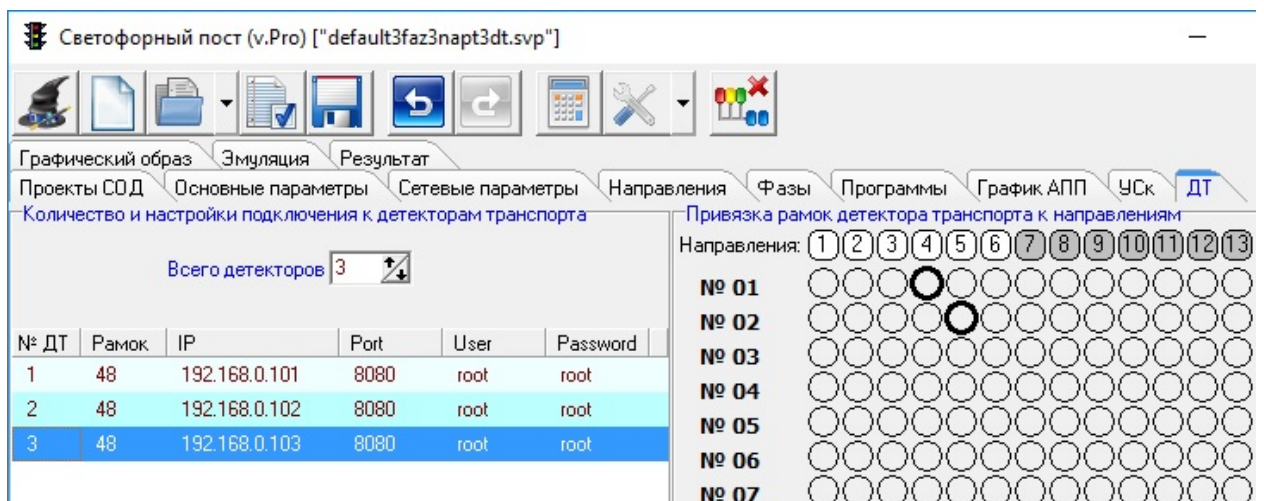 Светофорный пост (v.Pro) ["default3faz3napt3dt.svp"]
Графический образ Эмуляция Результат
Проекты СОД Основные параметры Сетевые параметры Направления Фазы Программы График АПП УСк ДТ
Количество и настройки подключения к детекторам транспорта
Всего детекторов 3
№ ДТ Рамок IP Port User Password
1 48 192.168.0.101 8080 root root
2 48 192.168.0.102 8080 root root
3 48 192.168.0.103 8080 root root
Привязка рамок детектора транспорта к направлениям
Направления: 1 2 3 4 5 6 7 8 9 10 11 12 13
№ 01
№ 02
№ 03
№ 04
№ 05
№ 06
№ 07